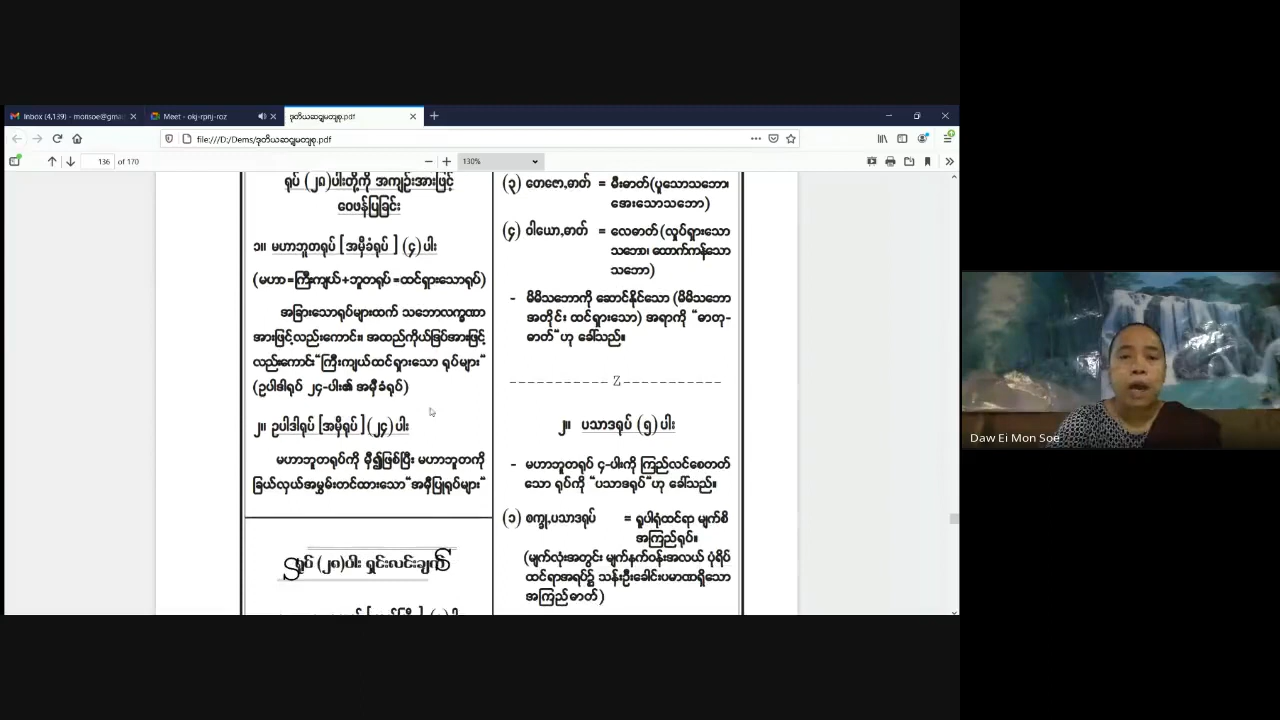 Inbox (4,139) - monsoe@gma
Meet - okj-rpnj-roz
ဒုတိယဆင့်မတျစု.pdf
file:///D:/Dems/ဒုတိယဆင့်မတျစု.pdf
136 of 170
130%
ရုပ် (၂၈)ပါးတို့ကို အကျဉ်းအားဖြင့်
ဝေဖန်ပြခြင်း
၁။ မဟာဘူတရုပ် [အမှီခံရုပ် ] (၄)ပါး
(မဟာ=ကြီးကျယ်+ဘူတရုပ်=ထင်ရှားသောရုပ်)
အခြားသောရုပ်များထက် သဘောလက္ခဏာ
အားဖြင့်လည်းကောင်း၊ အထည်ကိုယ်ဒြပ်အားဖြင့်
လည်းကောင်း"ကြီးကျယ်ထင်ရှားသော ရုပ်များ"
(ဥပါဒါရုပ် ၂၄-ပါး၏ အမှီခံရုပ်)
၂။ ဥပါဒါရုပ် [အမှီရုပ် ](၂၄)ပါး
မဟာဘူတရုပ်ကို မှီ၍ဖြစ်ပြီး မဟာဘူတကို
ခြယ်လှယ်အမွှမ်းတင်ထားသော"အမှီပြုရုပ်များ"
ရုပ် (၂၈)ပါး ရှင်းလင်းချက်
(၃) တေဇော,ဓာတ် = မီးဓာတ်(ပူသောသဘော၊
အေးသောသဘော)
(၄) ဝါယော,ဓာတ် = လေဓာတ်(လှုပ်ရှားသော
သဘော၊ ထောက်ကန်သော
သဘော)
- မိမိသဘောကို ဆောင်နိုင်သော (မိမိသဘော
အတိုင်း ထင်ရှားသော) အရာကို "ဓာတု-
ဓာတ်"ဟု ခေါ်သည်။
----------- Z -----------
၂။ ပသာဒရုပ် (၅)ပါး
- မဟာဘူတရုပ် ၄-ပါးကို ကြည်လင်စေတတ်
သော ရုပ်ကို "ပသာဒရုပ်"ဟု ခေါ်သည်။
(၁) စက္ခု,ပသာဒရုပ် = ရူပါရုံထင်ရာ မျက်စိ
အကြည်ရုပ်။
(မျက်လုံးအတွင်း မျက်နက်ဝန်းအလယ် ပုံရိပ်
ထင်ရာအရပ်၌ သန်းဦးခေါင်းပမာဏရှိသော
အကြည်ဓာတ်)
Daw Ei Mon Soe